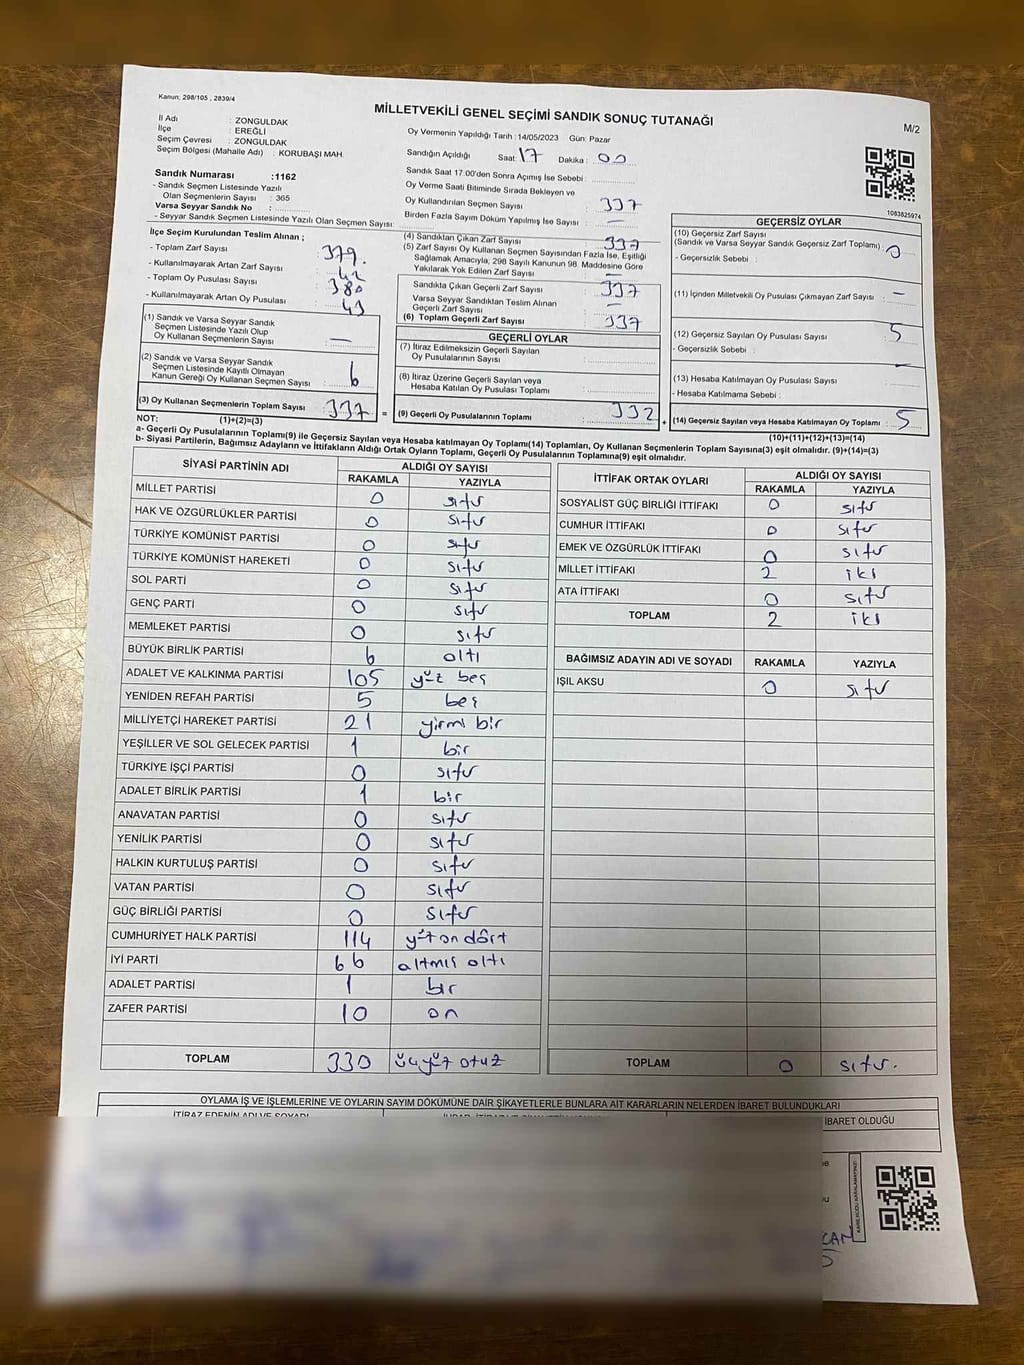 Kanun: 298/105 , 2839/4
MİLLETVEKİLİ GENEL SEÇİMİ SANDIK SONUÇ TUTANAĞI
M/2
İl Adı : ZONGULDAK
İlçe : EREĞLİ
Seçim Çevresi : ZONGULDAK
Seçim Bölgesi (Mahalle Adı) : KORUBAŞI MAH.
Oy Vermenin Yapıldığı Tarih :14/05/2023 Gün: Pazar
Sandığın Açıldığı Saat: 17 Dakika : 00
Sandık Saat 17.00'den Sonra Açımış İse Sebebi :
Oy Verme Saati Bitiminde Sırada Bekleyen ve
Oy Kullandırılan Seçmen Sayısı : 337
Birden Fazla Sayım Döküm Yapılmış İse Sayısı : —
Sandık Numarası :1162
- Sandık Seçmen Listesinde Yazılı
Olan Seçmenlerin Sayısı : 365
Varsa Seyyar Sandık No :
- Seyyar Sandık Seçmen Listesinde Yazılı Olan Seçmen Sayısı:
1083825974
İlçe Seçim Kurulundan Teslim Alınan ;
- Toplam Zarf Sayısı : 379.
- Kullanılmayarak Artan Zarf Sayısı : 42
- Toplam Oy Pusulası Sayısı : 380
- Kullanılmayarak Artan Oy Pusulası : 43
(1) Sandık ve Varsa Seyyar Sandık
Seçmen Listesinde Yazılı Olup
Oy Kullanan Seçmenlerin Sayısı : —
(2) Sandık ve Varsa Seyyar Sandık
Seçmen Listesinde Kayıtlı Olmayan
Kanun Gereği Oy Kullanan Seçmen Sayısı : 6
(3) Oy Kullanan Seçmenlerin Toplam Sayısı : 337 =
(1)+(2)=(3)
(4) Sandıktan Çıkan Zarf Sayısı : 337
(5) Zarf Sayısı Oy Kullanan Seçmen Sayısından Fazla İse, Eşitliği
Sağlamak Amacıyla, 298 Sayılı Kanunun 98. Maddesine Göre
Yakılarak Yok Edilen Zarf Sayısı : —
Sandıkta Çıkan Geçerli Zarf Sayısı : 337
Varsa Seyyar Sandıktan Teslim Alınan
Geçerli Zarf Sayısı : —
(6) Toplam Geçerli Zarf Sayısı : 337
GEÇERLİ OYLAR
(7) İtiraz Edilmeksizin Geçerli Sayılan
Oy Pusulalarının Sayısı :
(8) İtiraz Üzerine Geçerli Sayılan veya
Hesaba Katılan Oy Pusulası Toplamı :
(9) Geçerli Oy Pusulalarının Toplamı : 332 +
GEÇERSİZ OYLAR
(10) Geçersiz Zarf Sayısı
(Sandık ve Varsa Seyyar Sandık Geçersiz Zarf Toplamı) : 0
- Geçersizlik Sebebi :
(11) İçinden Milletvekili Oy Pusulası Çıkmayan Zarf Sayısı : —
(12) Geçersiz Sayılan Oy Pusulası Sayısı : 5
- Geçersizlik Sebebi :
(13) Hesaba Katılmayan Oy Pusulası Sayısı : —
- Hesaba Katılmama Sebebi :
(14) Geçersiz Sayılan veya Hesaba Katılmayan Oy Toplamı : 5
(10)+(11)+(12)+(13)=(14)
NOT:
a- Geçerli Oy Pusulalarının Toplamı(9) ile Geçersiz Sayılan veya Hesaba katılmayan Oy Toplamı(14) Toplamları, Oy Kullanan Seçmenlerin Toplam Sayısına(3) eşit olmalıdır. (9)+(14)=(3)
b- Siyasi Partilerin, Bağımsız Adayların ve İttifakların Aldığı Ortak Oyların Toplamı, Geçerli Oy Pusulalarının Toplamına(9) eşit olmalıdır.
SİYASİ PARTİNİN ADI ALDIĞI OY SAYISI
RAKAMLA YAZIYLA
MİLLET PARTİSİ 0 sıfır
HAK VE ÖZGÜRLÜKLER PARTİSİ 0 sıfır
TÜRKİYE KOMÜNİST PARTİSİ 0 sıfır
TÜRKİYE KOMÜNİST HAREKETİ 0 sıfır
SOL PARTİ 0 sıfır
GENÇ PARTİ 0 sıfır
MEMLEKET PARTİSİ 0 sıfır
BÜYÜK BİRLİK PARTİSİ 6 altı
ADALET VE KALKINMA PARTİSİ 105 yüz beş
YENİDEN REFAH PARTİSİ 5 beş
MİLLİYETÇİ HAREKET PARTİSİ 21 yirmi bir
YEŞİLLER VE SOL GELECEK PARTİSİ 1 bir
TÜRKİYE İŞÇİ PARTİSİ 0 sıfır
ADALET BİRLİK PARTİSİ 1 bir
ANAVATAN PARTİSİ 0 sıfır
YENİLİK PARTİSİ 0 sıfır
HALKIN KURTULUŞ PARTİSİ 0 sıfır
VATAN PARTİSİ 0 sıfır
GÜÇ BİRLİĞİ PARTİSİ 0 sıfır
CUMHURİYET HALK PARTİSİ 114 yüz on dört
İYİ PARTİ 66 altmış altı
ADALET PARTİSİ 1 bir
ZAFER PARTİSİ 10 on
TOPLAM 330 üçyüz otuz
İTTİFAK ORTAK OYLARI ALDIĞI OY SAYISI
RAKAMLA YAZIYLA
SOSYALİST GÜÇ BİRLİĞİ İTTİFAKI 0 sıfır
CUMHUR İTTİFAKI 0 sıfır
EMEK VE ÖZGÜRLÜK İTTİFAKI 0 sıfır
MİLLET İTTİFAKI 2 iki
ATA İTTİFAKI 0 sıfır
TOPLAM 2 iki
BAĞIMSIZ ADAYIN ADI VE SOYADI RAKAMLA YAZIYLA
IŞIL AKSU 0 sıfır
TOPLAM 0 sıfır.
OYLAMA İŞ VE İŞLEMLERİNE VE OYLARIN SAYIM DÖKÜMÜNE DAİR ŞİKAYETLERLE BUNLARA AİT KARARLARIN NELERDEN İBARET BULUNDUKLARI
İTİRAZ EDENİN ADI VE SOYADI
İBARET OLDUĞU